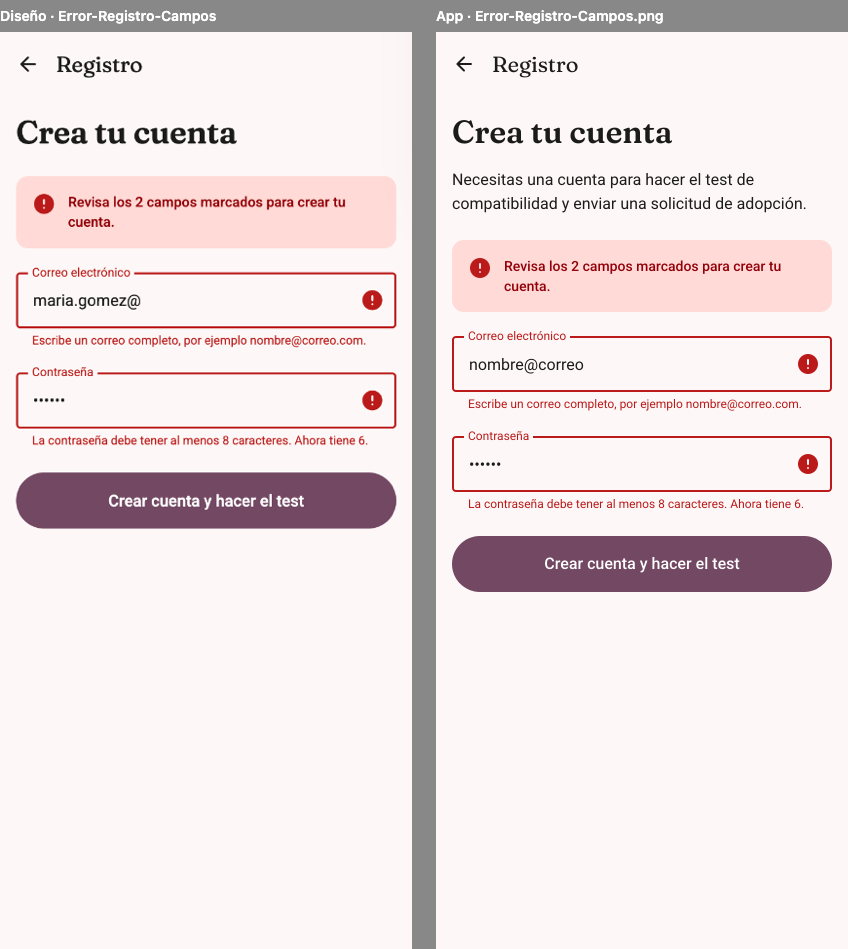 Diseño · Error-Registro-Campos
Registro
Crea tu cuenta
Revisa los 2 campos marcados para crear tu
cuenta.
Correo electrónico
maria.gomez@
Escribe un correo completo, por ejemplo nombre@correo.com.
Contraseña
••••••
La contraseña debe tener al menos 8 caracteres. Ahora tiene 6.
Crear cuenta y hacer el test
App · Error-Registro-Campos.png
Registro
Crea tu cuenta
Necesitas una cuenta para hacer el test de
compatibilidad y enviar una solicitud de adopción.
Revisa los 2 campos marcados para crear tu
cuenta.
Correo electrónico
nombre@correo
Escribe un correo completo, por ejemplo nombre@correo.com.
Contraseña
••••••
La contraseña debe tener al menos 8 caracteres. Ahora tiene 6.
Crear cuenta y hacer el test